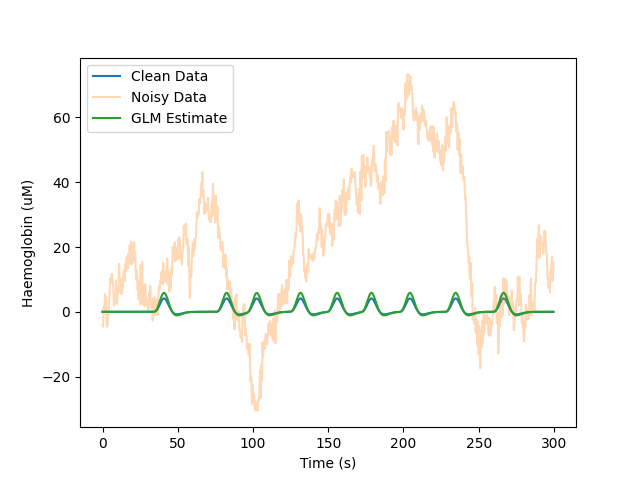 Clean Data
Noisy Data
GLM Estimate
Haemoglobin (uM)
60
40
20
0
−20
0 50 100 150 200 250 300
Time (s)